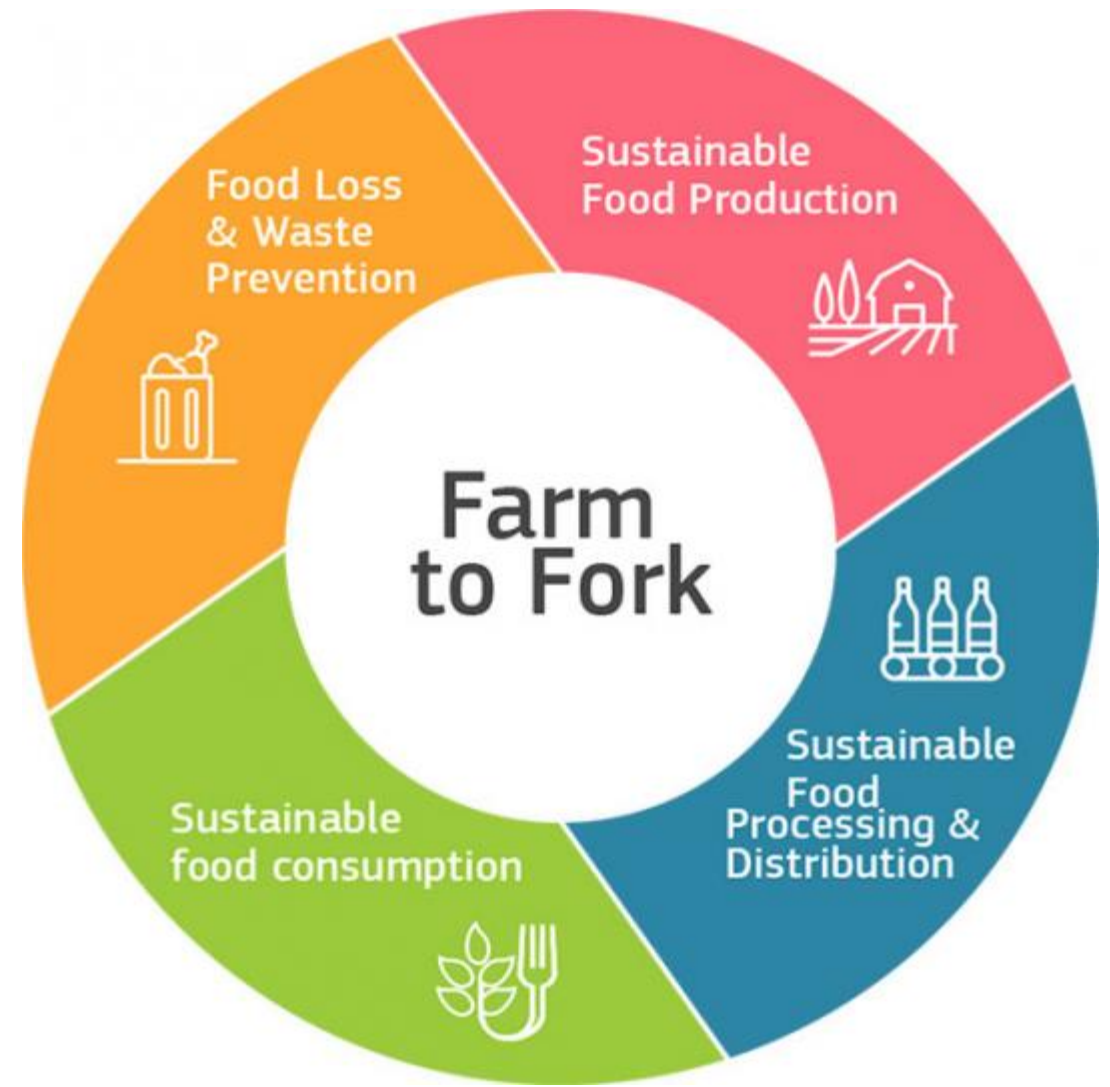 Sustainable
Food Production
Food Loss
& Waste
Prevention
Farm
to Fork
Sustainable
Food
Processing &
Distribution
Sustainable
food consumption